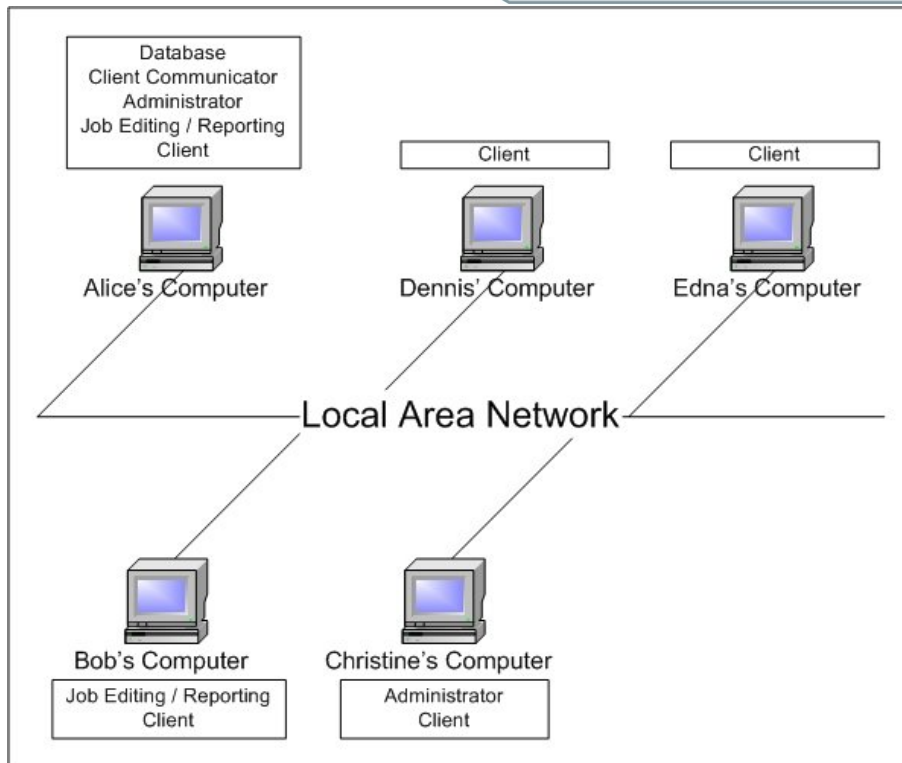 Database
Client Communicator
Administrator
Job Editing / Reporting
Client
Client
Client
Alice's Computer
Dennis' Computer
Edna's Computer
Local Area Network
Bob's Computer
Christine's Computer
Job Editing / Reporting
Client
Administrator
Client